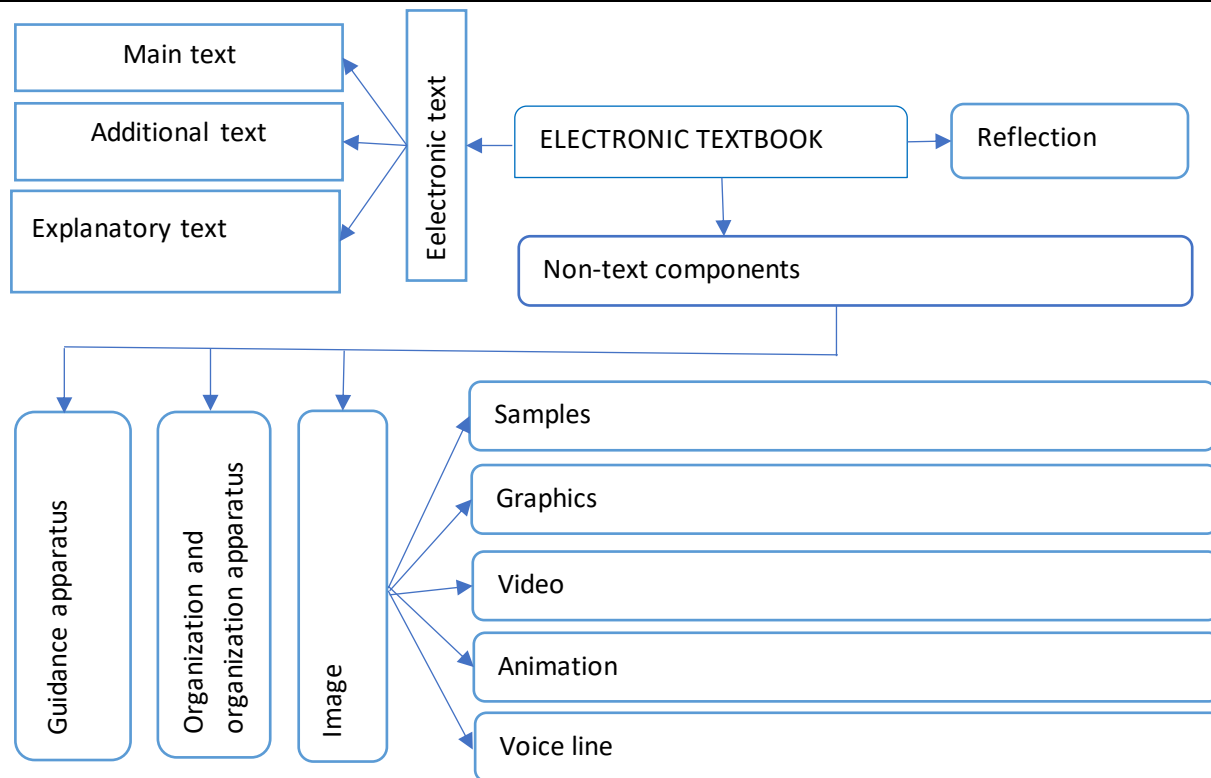 Main text
Additional text
Explanatory text
Eelectronic text
ELECTRONIC TEXTBOOK
Reflection
Non-text components
Guidance apparatus
Organization and
organization apparatus
Image
Samples
Graphics
Video
Animation
Voice line